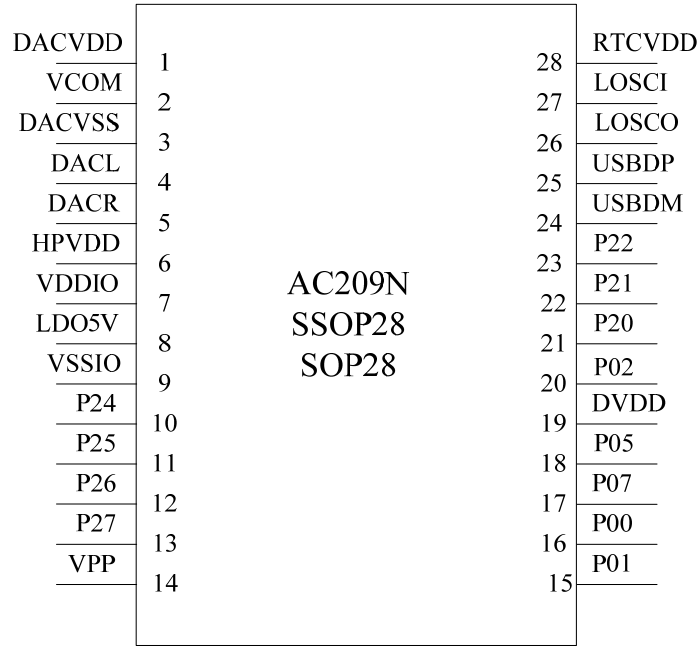 DACVDD 1 28 RTCVDD
VCOM 2 27 LOSCI
DACVSS 3 26 LOSCO
DACL 4 25 USBDP
DACR 5 24 USBDM
HPVDD 6 23 P22
VDDIO 7 22 P21
LDO5V 8 21 P20
VSSIO 9 20 P02
P24 10 19 DVDD
P25 11 18 P05
P26 12 17 P07
P27 13 16 P00
VPP 14 15 P01
AC209N
SSOP28
SOP28